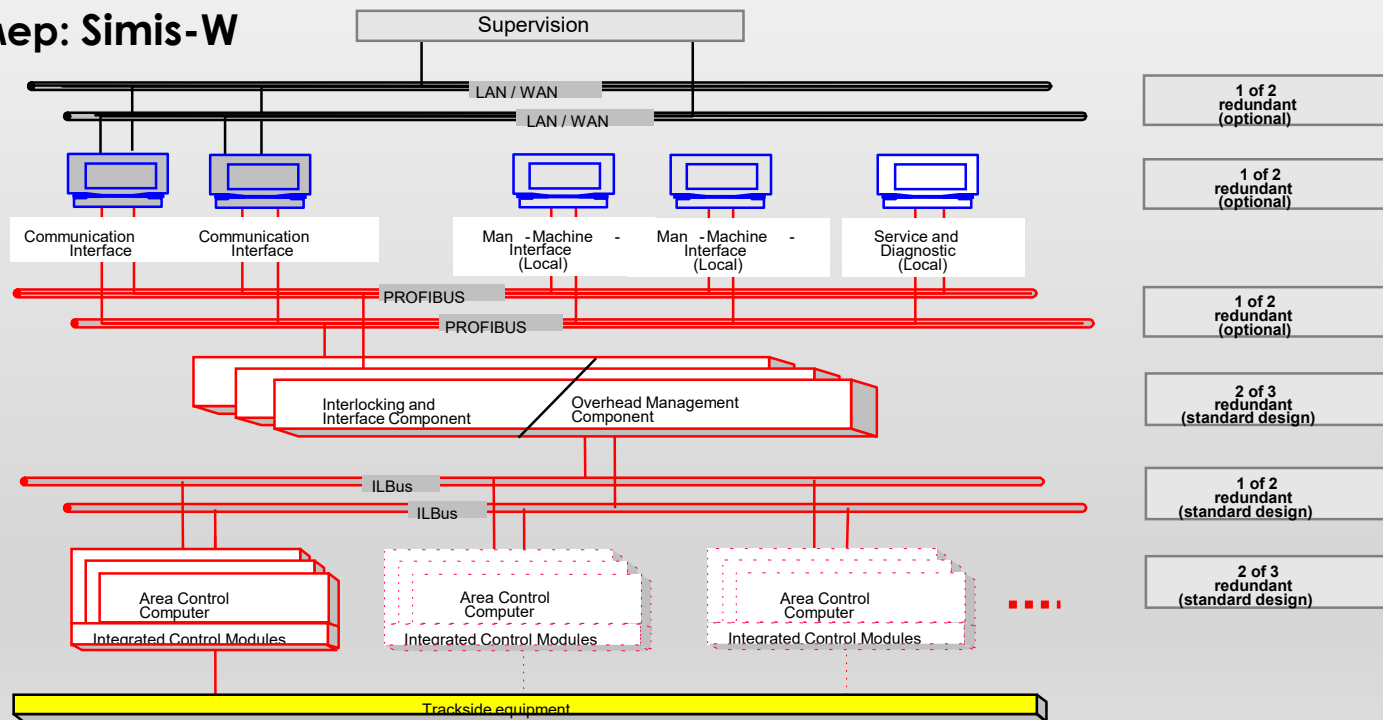 мер: Simis-W
Supervision
LAN / WAN
LAN / WAN
1 of 2
redundant
(optional)
1 of 2
redundant
(optional)
Communication
Interface
Communication
Interface
Man -Machine -
Interface
(Local)
Man -Machine -
Interface
(Local)
Service and
Diagnostic
(Local)
PROFIBUS
PROFIBUS
1 of 2
redundant
(optional)
Interlocking and
Interface Component
Overhead Management
Component
2 of 3
redundant
(standard design)
ILBus
ILBus
1 of 2
redundant
(standard design)
Area Control
Computer
Integrated Control Modules
Area Control
Computer
Integrated Control Modules
Area Control
Computer
Integrated Control Modules
2 of 3
redundant
(standard design)
Trackside equipment